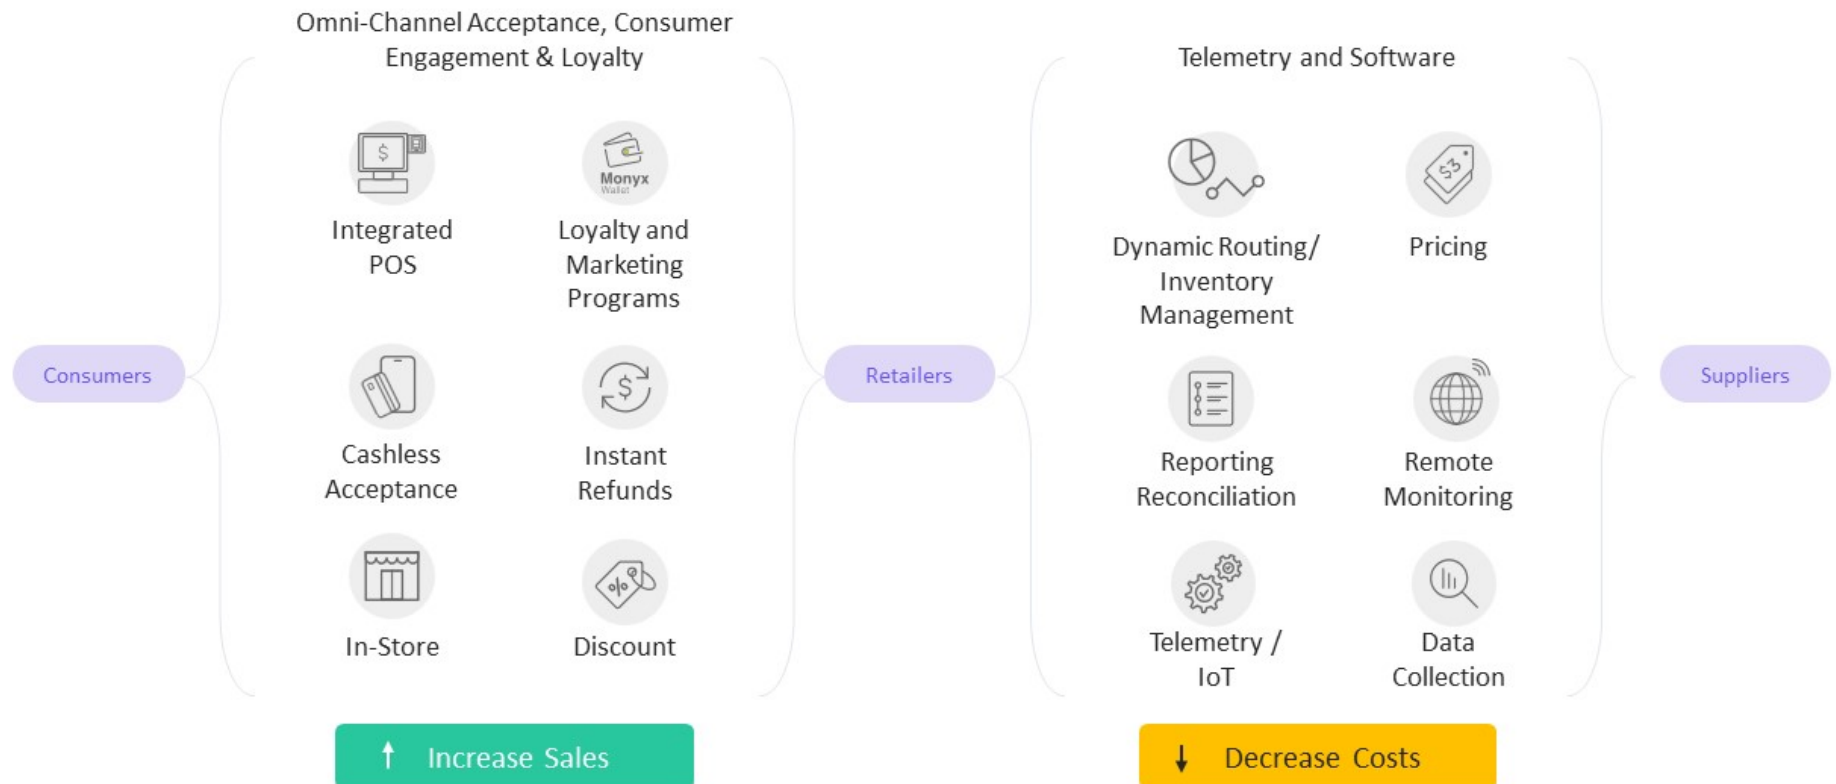 Omni-Channel Acceptance, Consumer
Engagement & Loyalty
Telemetry and Software
$
Monyx
Wallet
Integrated
POS
Loyalty and
Marketing
Programs
$3
Dynamic Routing/
Inventory
Management
Pricing
Consumers
Retailers
Suppliers
$
Cashless
Acceptance
Instant
Refunds
Reporting
Reconciliation
Remote
Monitoring
%
In-Store
Discount
Telemetry /
IoT
Data
Collection
↑ Increase Sales
↓ Decrease Costs